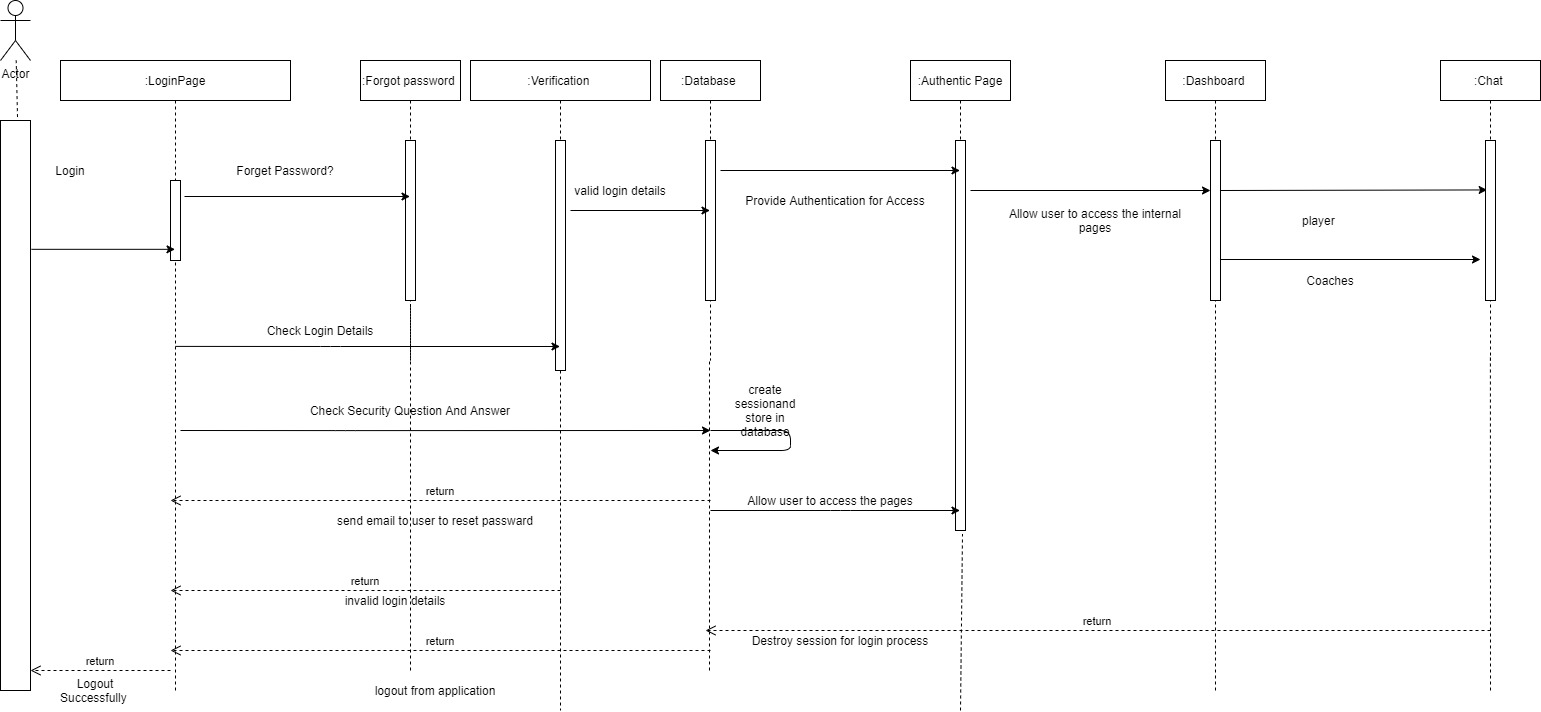 Actor
:LoginPage
:Forgot password
:Verification
:Database
:Authentic Page
:Dashboard
:Chat
Login
Forget Password?
valid login details
Provide Authentication for Access
Allow user to access the internal
pages
player
Coaches
Check Login Details
Check Security Question And Answer
create
sessionand
store in
database
return
send email to user to reset passward
Allow user to access the pages
return
invalid login details
return
Destroy session for login process
return
return
Logout
Successfully
logout from application